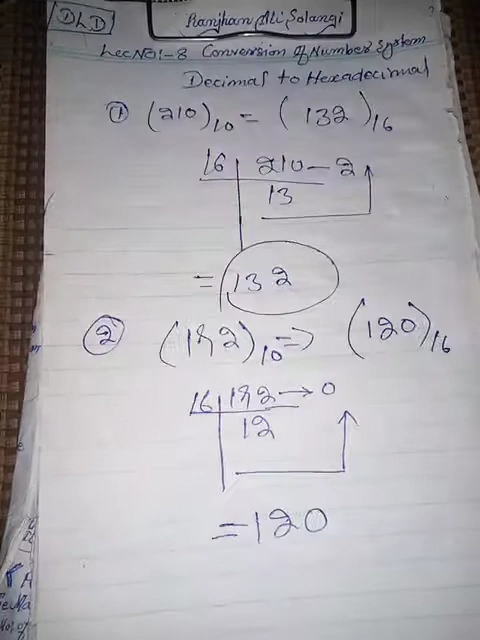 DLD
Ranjhan Ali Solangi
Lec No:-8 Conversion of Number System
Decimal to Hexadecimal
① (210)10 = (132)16
16 210 - 2
13
= 132
② (192)10 => (120)16
16 192 → 0
12
= 120